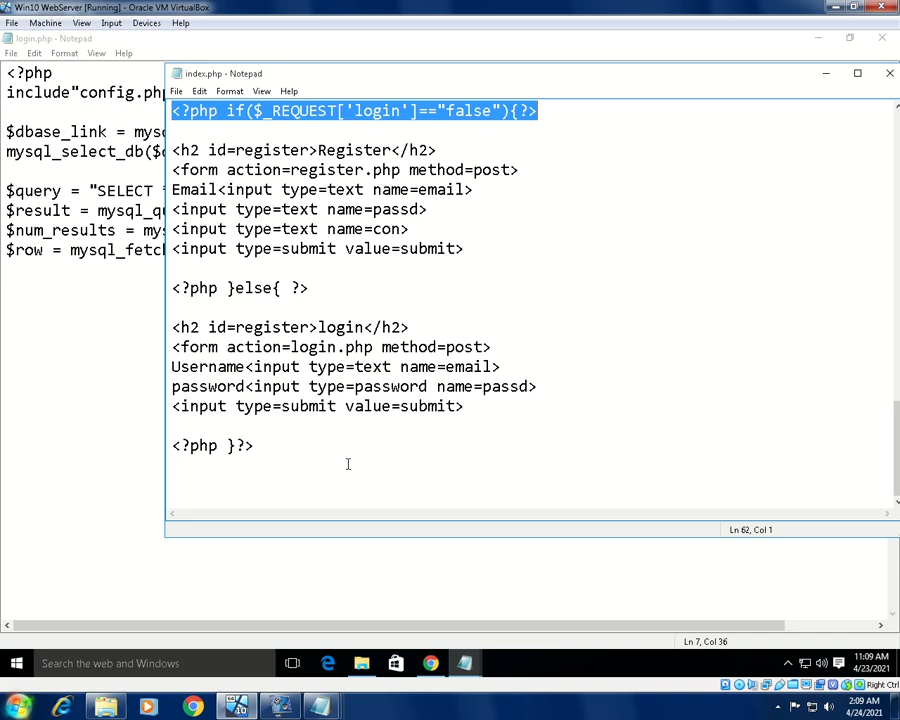 Win10 WebServer [Running] - Oracle VM VirtualBox
File Machine View Input Devices Help
login.php - Notepad
File Edit Format View Help
<?php
include"config.php
$dbase_link = mys
mysql_select_db($
$query = "SELECT
$result = mysql_qu
$num_results = mys
$row = mysql_fetch
index.php - Notepad
File Edit Format View Help
<?php if($_REQUEST['login']=="false"){?>
<h2 id=register>Register</h2>
<form action=register.php method=post>
Email<input type=text name=email>
<input type=text name=passd>
<input type=text name=con>
<input type=submit value=submit>
<?php }else{ ?>
<h2 id=register>login</h2>
<form action=login.php method=post>
Username<input type=text name=email>
password<input type=password name=passd>
<input type=submit value=submit>
<?php }?>
Ln 62, Col 1
Ln 7, Col 36
Search the web and Windows
11:09 AM
4/23/2021
Right Ctrl
10
2:09 AM
4/24/2021